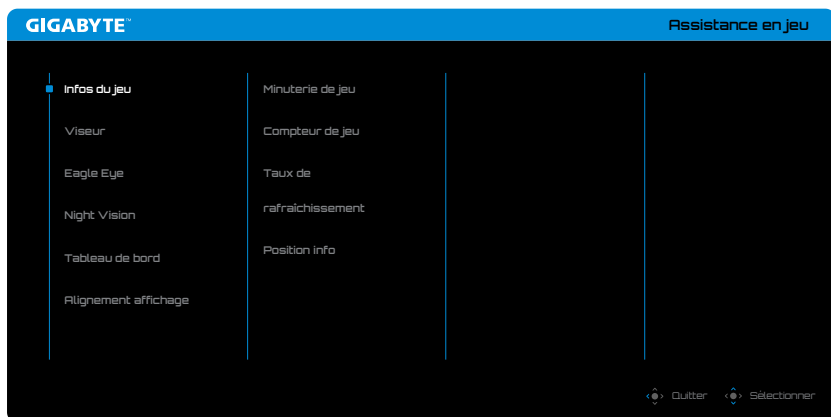 GIGABYTE™
Assistance en jeu
Infos du jeu
Viseur
Eagle Eye
Night Vision
Tableau de bord
Alignement affichage
Minuterie de jeu
Compteur de jeu
Taux de
rafraîchissement
Position info
Quitter
Sélectionner